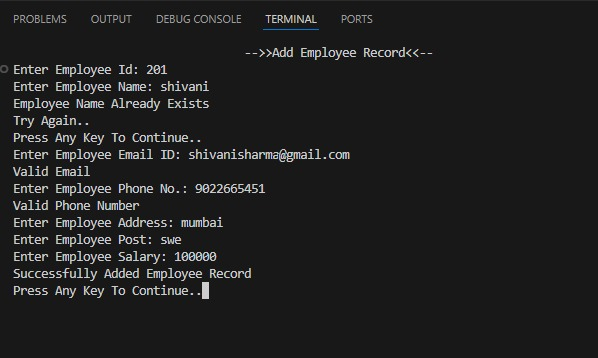 PROBLEMS OUTPUT DEBUG CONSOLE TERMINAL PORTS
-->>Add Employee Record<<--
Enter Employee Id: 201
Enter Employee Name: shivani
Employee Name Already Exists
Try Again..
Press Any Key To Continue..
Enter Employee Email ID: shivanisharma@gmail.com
Valid Email
Enter Employee Phone No.: 9022665451
Valid Phone Number
Enter Employee Address: mumbai
Enter Employee Post: swe
Enter Employee Salary: 100000
Successfully Added Employee Record
Press Any Key To Continue..